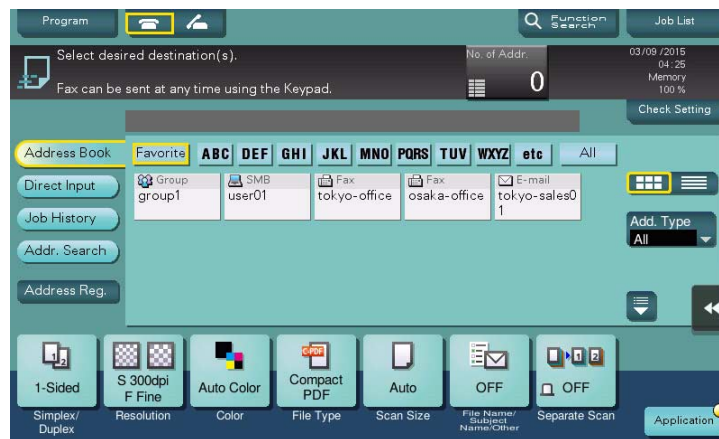 Program
Function
Search
Job List
Select desired destination(s).
Fax can be sent at any time using the Keypad.
No. of Addr.
0
03/09 /2015
04:25
Memory
100 %
Check Setting
Address Book
Favorite ABC DEF GHI JKL MNO PQRS TUV WXYZ etc All
Direct Input
Job History
Addr. Search
Address Reg.
Group
group1
SMB
user01
Fax
tokyo-office
Fax
osaka-office
E-mail
tokyo-sales0
1
Add. Type
All
1 2
1-Sided
S 300dpi
F Fine
Auto Color
C-PDF
Compact
PDF
Auto
OFF
1 2
OFF
Simplex/
Duplex
Resolution
Color
File Type
Scan Size
File Name/
Subject
Name/Other
Separate Scan
Application